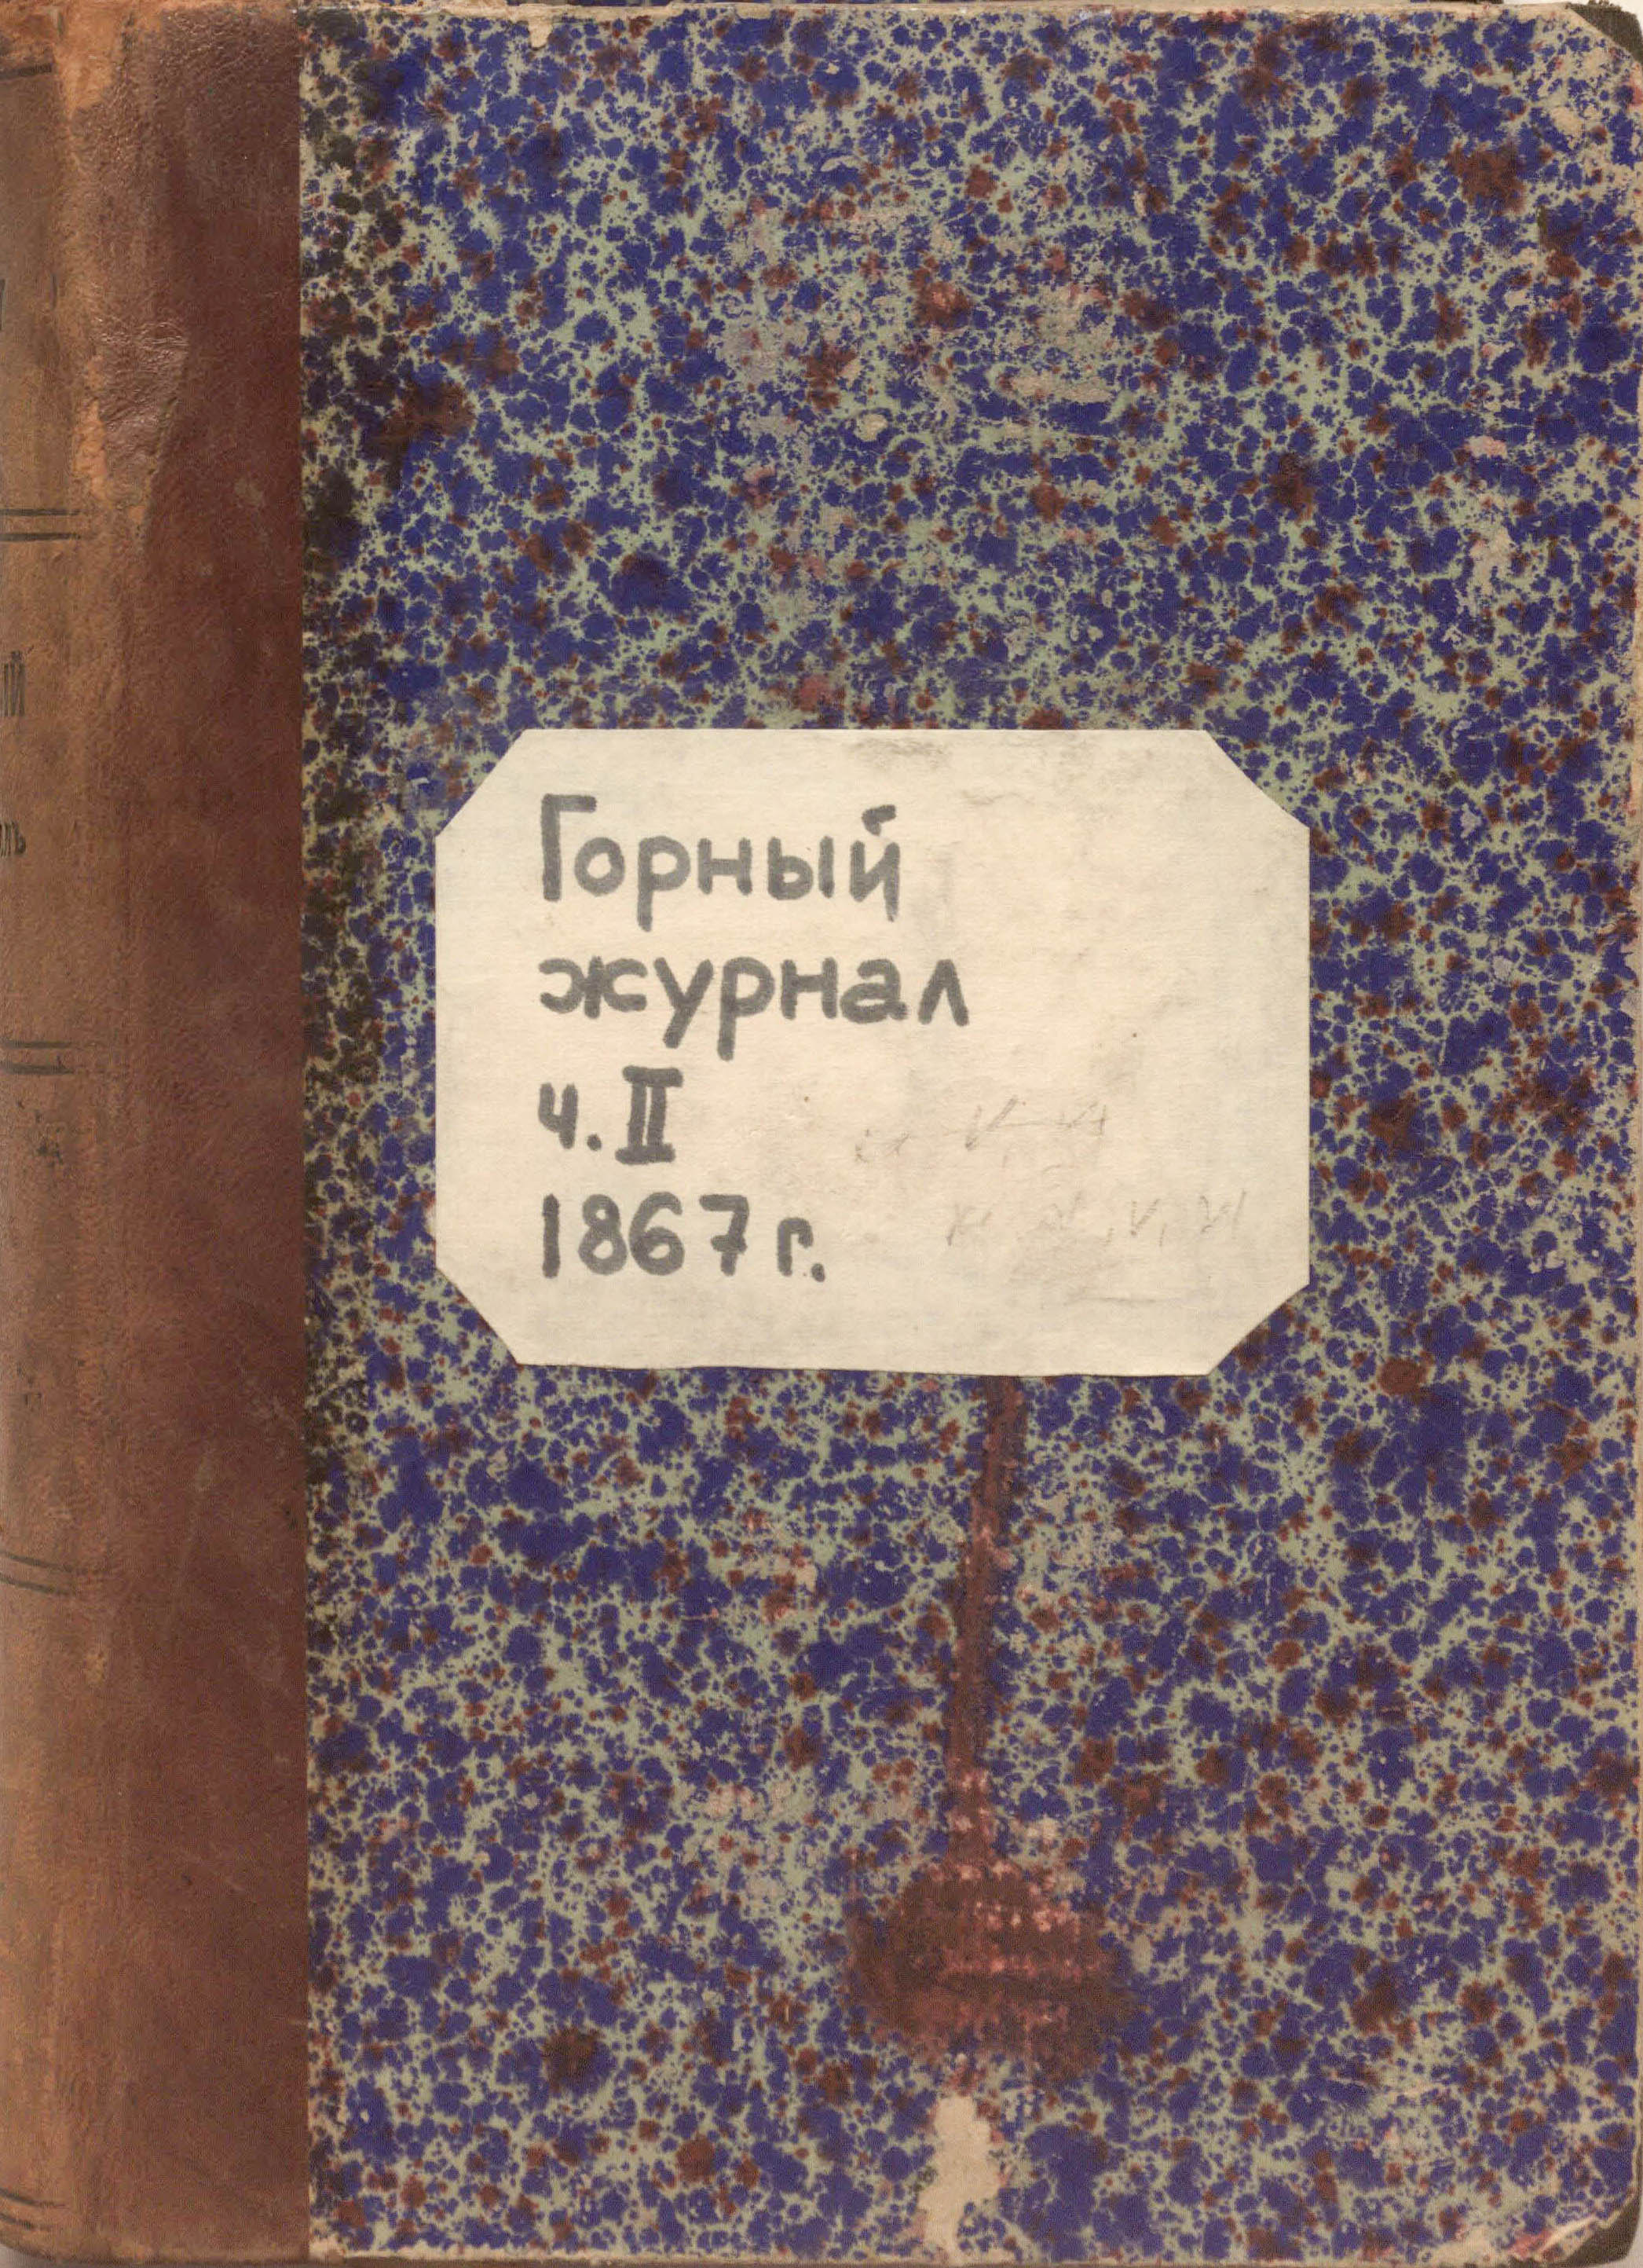 Горный
журнал
ч. II
1867 г.